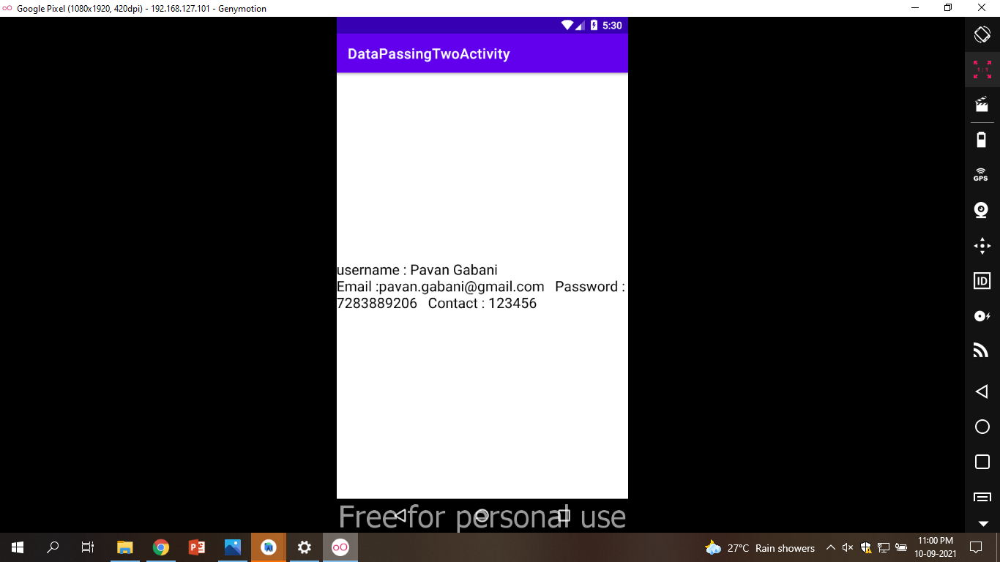 Google Pixel (1080x1920, 420dpi) - 192.168.127.101 - Genymotion
5:30
DataPassingTwoActivity
1 : 1
GPS
username : Pavan Gabani
Email :pavan.gabani@gmail.com   Password :
7283889206   Contact : 123456
ID
Free for personal use
27°C  Rain showers
11:00 PM
10-09-2021